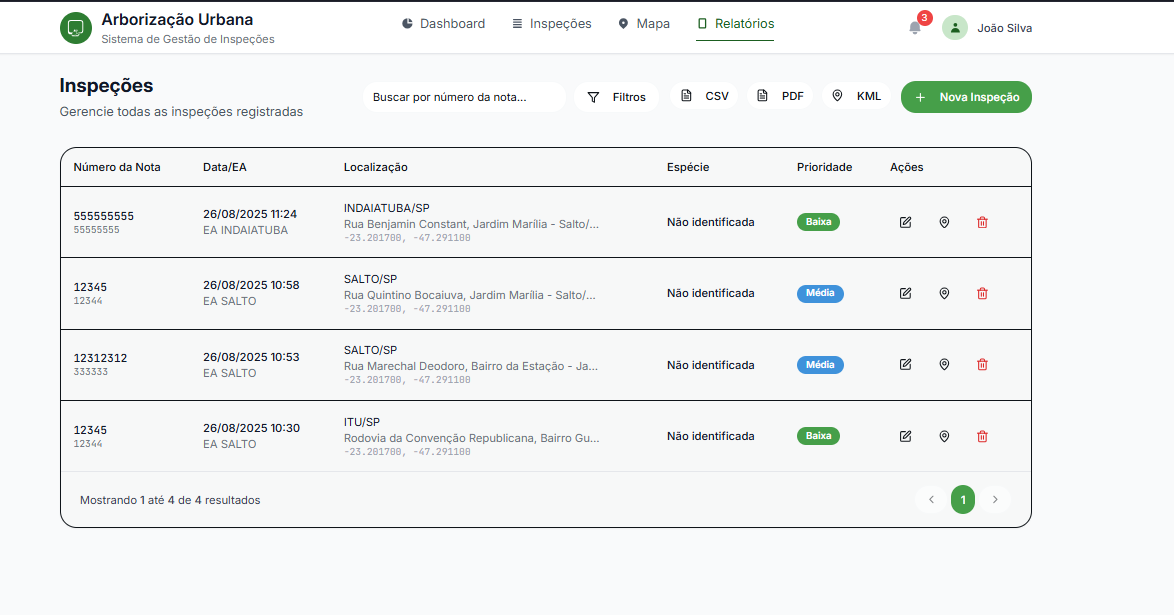 Arborização Urbana
Sistema de Gestão de Inspeções
Dashboard
Inspeções
Mapa
Relatórios
3
João Silva
Inspeções
Gerencie todas as inspeções registradas
Buscar por número da nota...
Filtros
CSV
PDF
KML
+ Nova Inspeção
Número da Nota Data/EA Localização Espécie Prioridade Ações
555555555
55555555
26/08/2025 11:24
EA INDAIATUBA
INDAIATUBA/SP
Rua Benjamin Constant, Jardim Marília - Salto/...
-23.201700, -47.291100
Não identificada
Baixa
12345
12344
26/08/2025 10:58
EA SALTO
SALTO/SP
Rua Quintino Bocaiuva, Jardim Marília - Salto/...
-23.201700, -47.291100
Não identificada
Média
12312312
333333
26/08/2025 10:53
EA SALTO
SALTO/SP
Rua Marechal Deodoro, Bairro da Estação - Ja...
-23.201700, -47.291100
Não identificada
Média
12345
12344
26/08/2025 10:30
EA SALTO
ITU/SP
Rodovia da Convenção Republicana, Bairro Gu...
-23.201700, -47.291100
Não identificada
Baixa
Mostrando 1 até 4 de 4 resultados
1